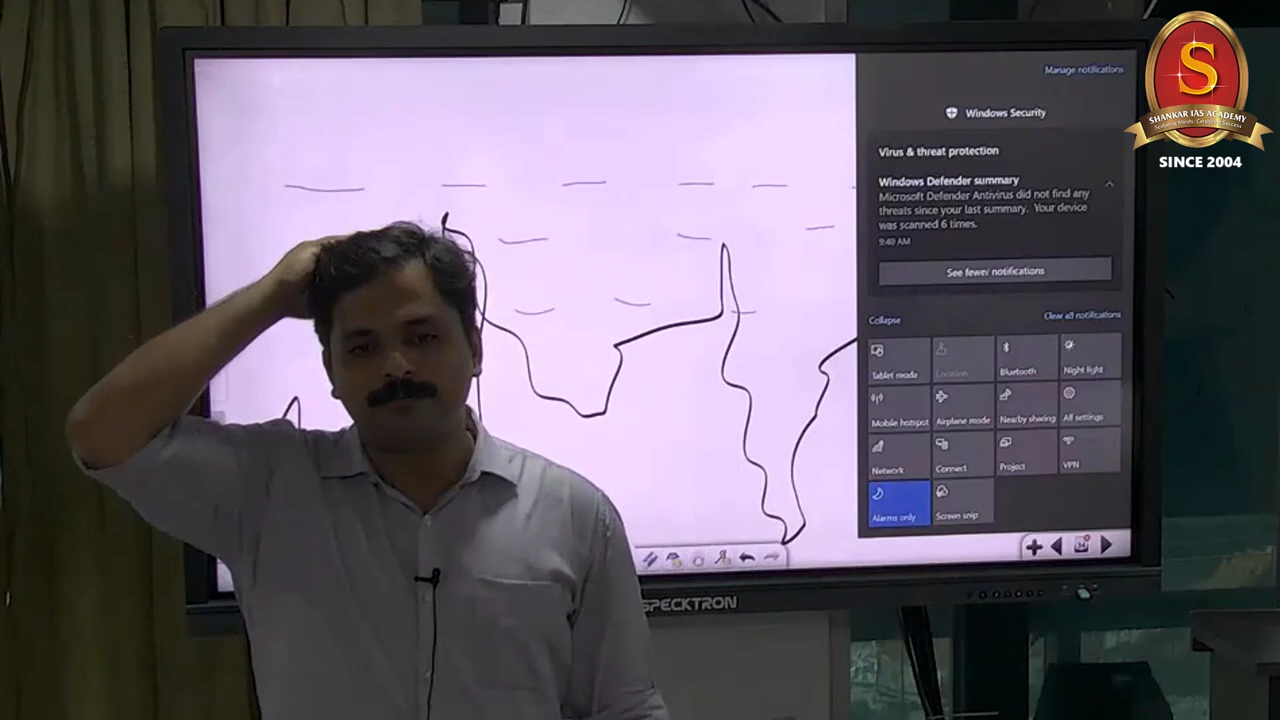 Manage notifications
Windows Security
Virus & threat protection
Windows Defender summary
Microsoft Defender Antivirus did not find any
threats since your last summary. Your device
was scanned 6 times.
9:40 AM
See fewer notifications
Collapse
Clear all notifications
Tablet mode
Location
Bluetooth
Night light
Mobile hotspot
Airplane mode
Nearby sharing
All settings
Network
Connect
Project
VPN
Alarms only
Screen snip
SPECKTRON
S
SHANKAR IAS ACADEMY
SINCE 2004